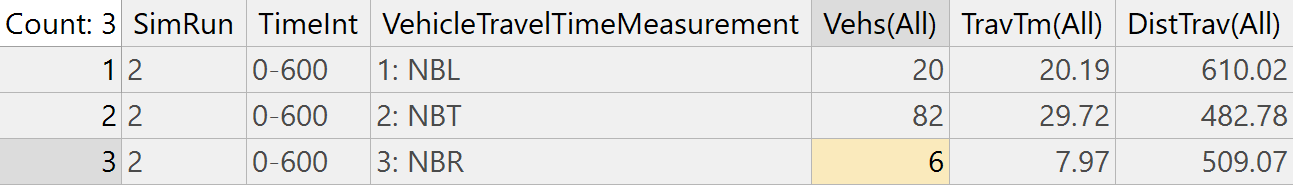 Count: 3 SimRun TimeInt VehicleTravelTimeMeasurement Vehs(All) TravTm(All) DistTrav(All)
1 2 0-600 1: NBL 20 20.19 610.02
2 2 0-600 2: NBT 82 29.72 482.78
3 2 0-600 3: NBR 6 7.97 509.07